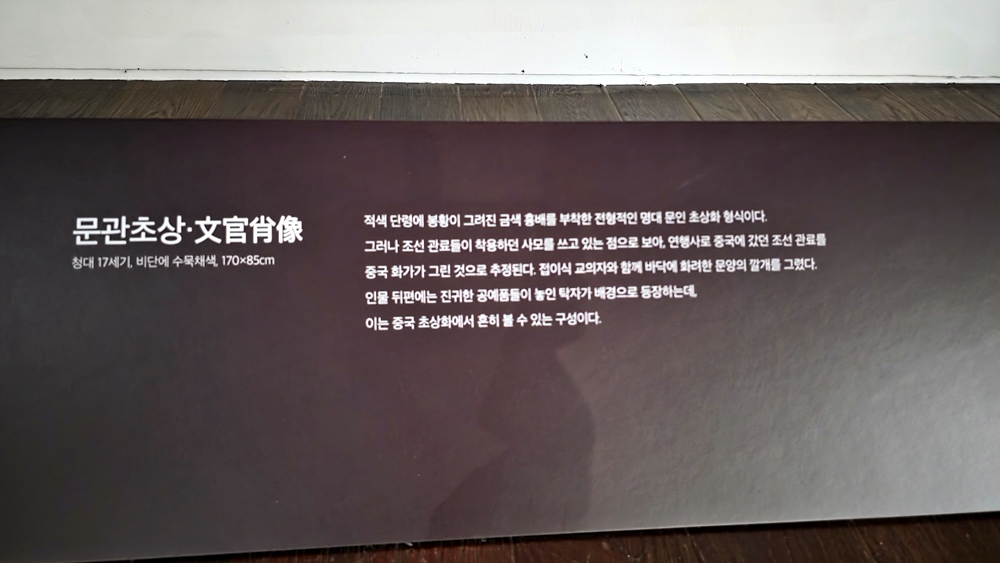 문관초상·文官肖像
청대 17세기, 비단에 수묵채색, 170×85cm
적색 단령에 봉황이 그려진 금색 흉배를 부착한 전형적인 명대 문인 초상화 형식이다.
그러나 조선 관료들이 착용하던 사모를 쓰고 있는 점으로 보아, 연행사로 중국에 갔던 조선 관료를
중국 화가가 그린 것으로 추정된다. 접이식 교의자와 함께 바닥에 화려한 문양의 깔개를 그렸다.
인물 뒤편에는 진귀한 공예품들이 놓인 탁자가 배경으로 등장하는데,
이는 중국 초상화에서 흔히 볼 수 있는 구성이다.